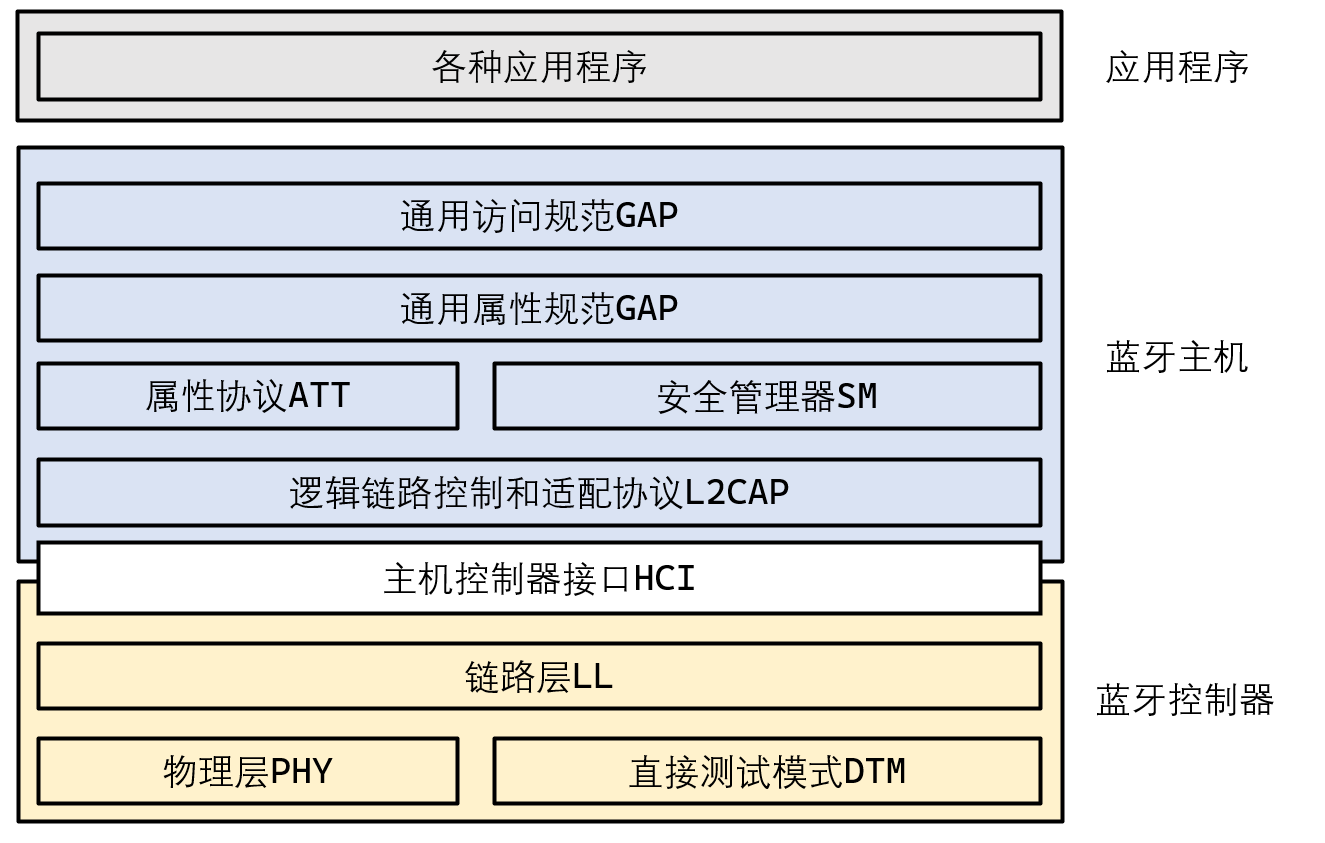 各种应用程序
应用程序
通用访问规范GAP
通用属性规范GAP
蓝牙主机
属性协议ATT
安全管理器SM
逻辑链路控制和适配协议L2CAP
主机控制器接口HCI
链路层LL
蓝牙控制器
物理层PHY
直接测试模式DTM